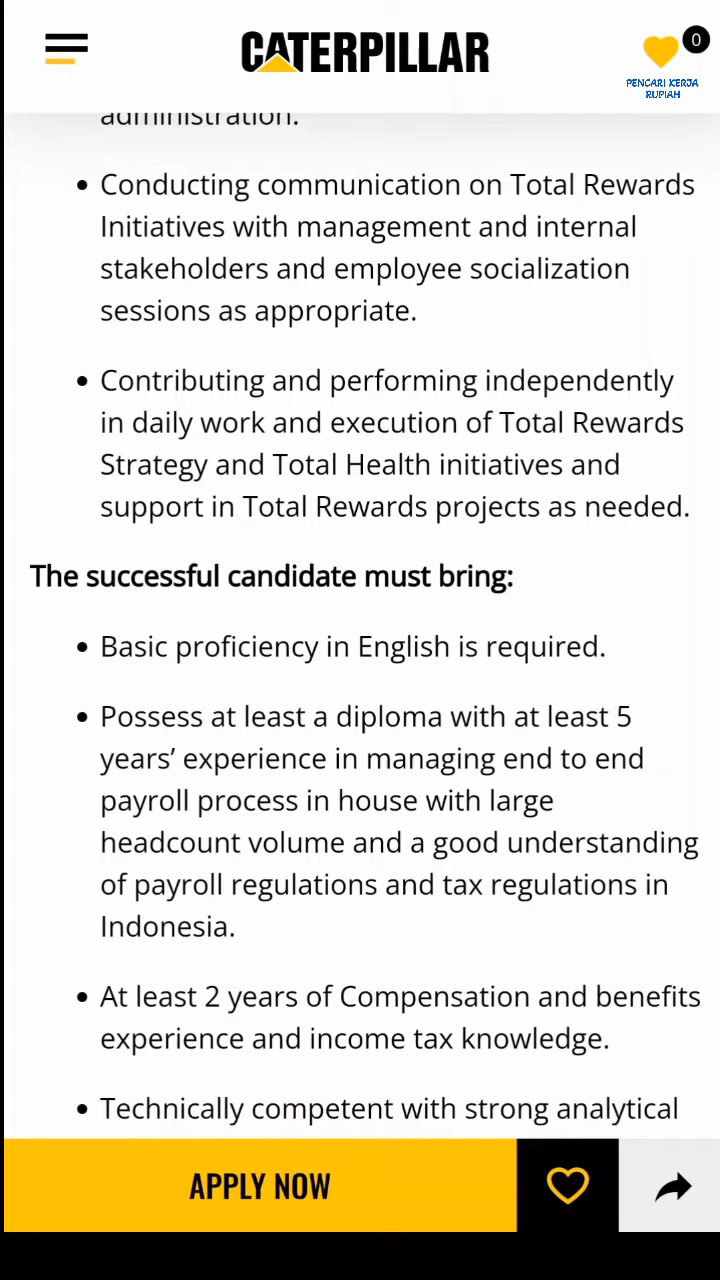 CATERPILLAR
0
PENCARI KERJA
RUPIAH
administration.
• Conducting communication on Total Rewards
Initiatives with management and internal
stakeholders and employee socialization
sessions as appropriate.
• Contributing and performing independently
in daily work and execution of Total Rewards
Strategy and Total Health initiatives and
support in Total Rewards projects as needed.
The successful candidate must bring:
• Basic proficiency in English is required.
• Possess at least a diploma with at least 5
years’ experience in managing end to end
payroll process in house with large
headcount volume and a good understanding
of payroll regulations and tax regulations in
Indonesia.
• At least 2 years of Compensation and benefits
experience and income tax knowledge.
• Technically competent with strong analytical
APPLY NOW